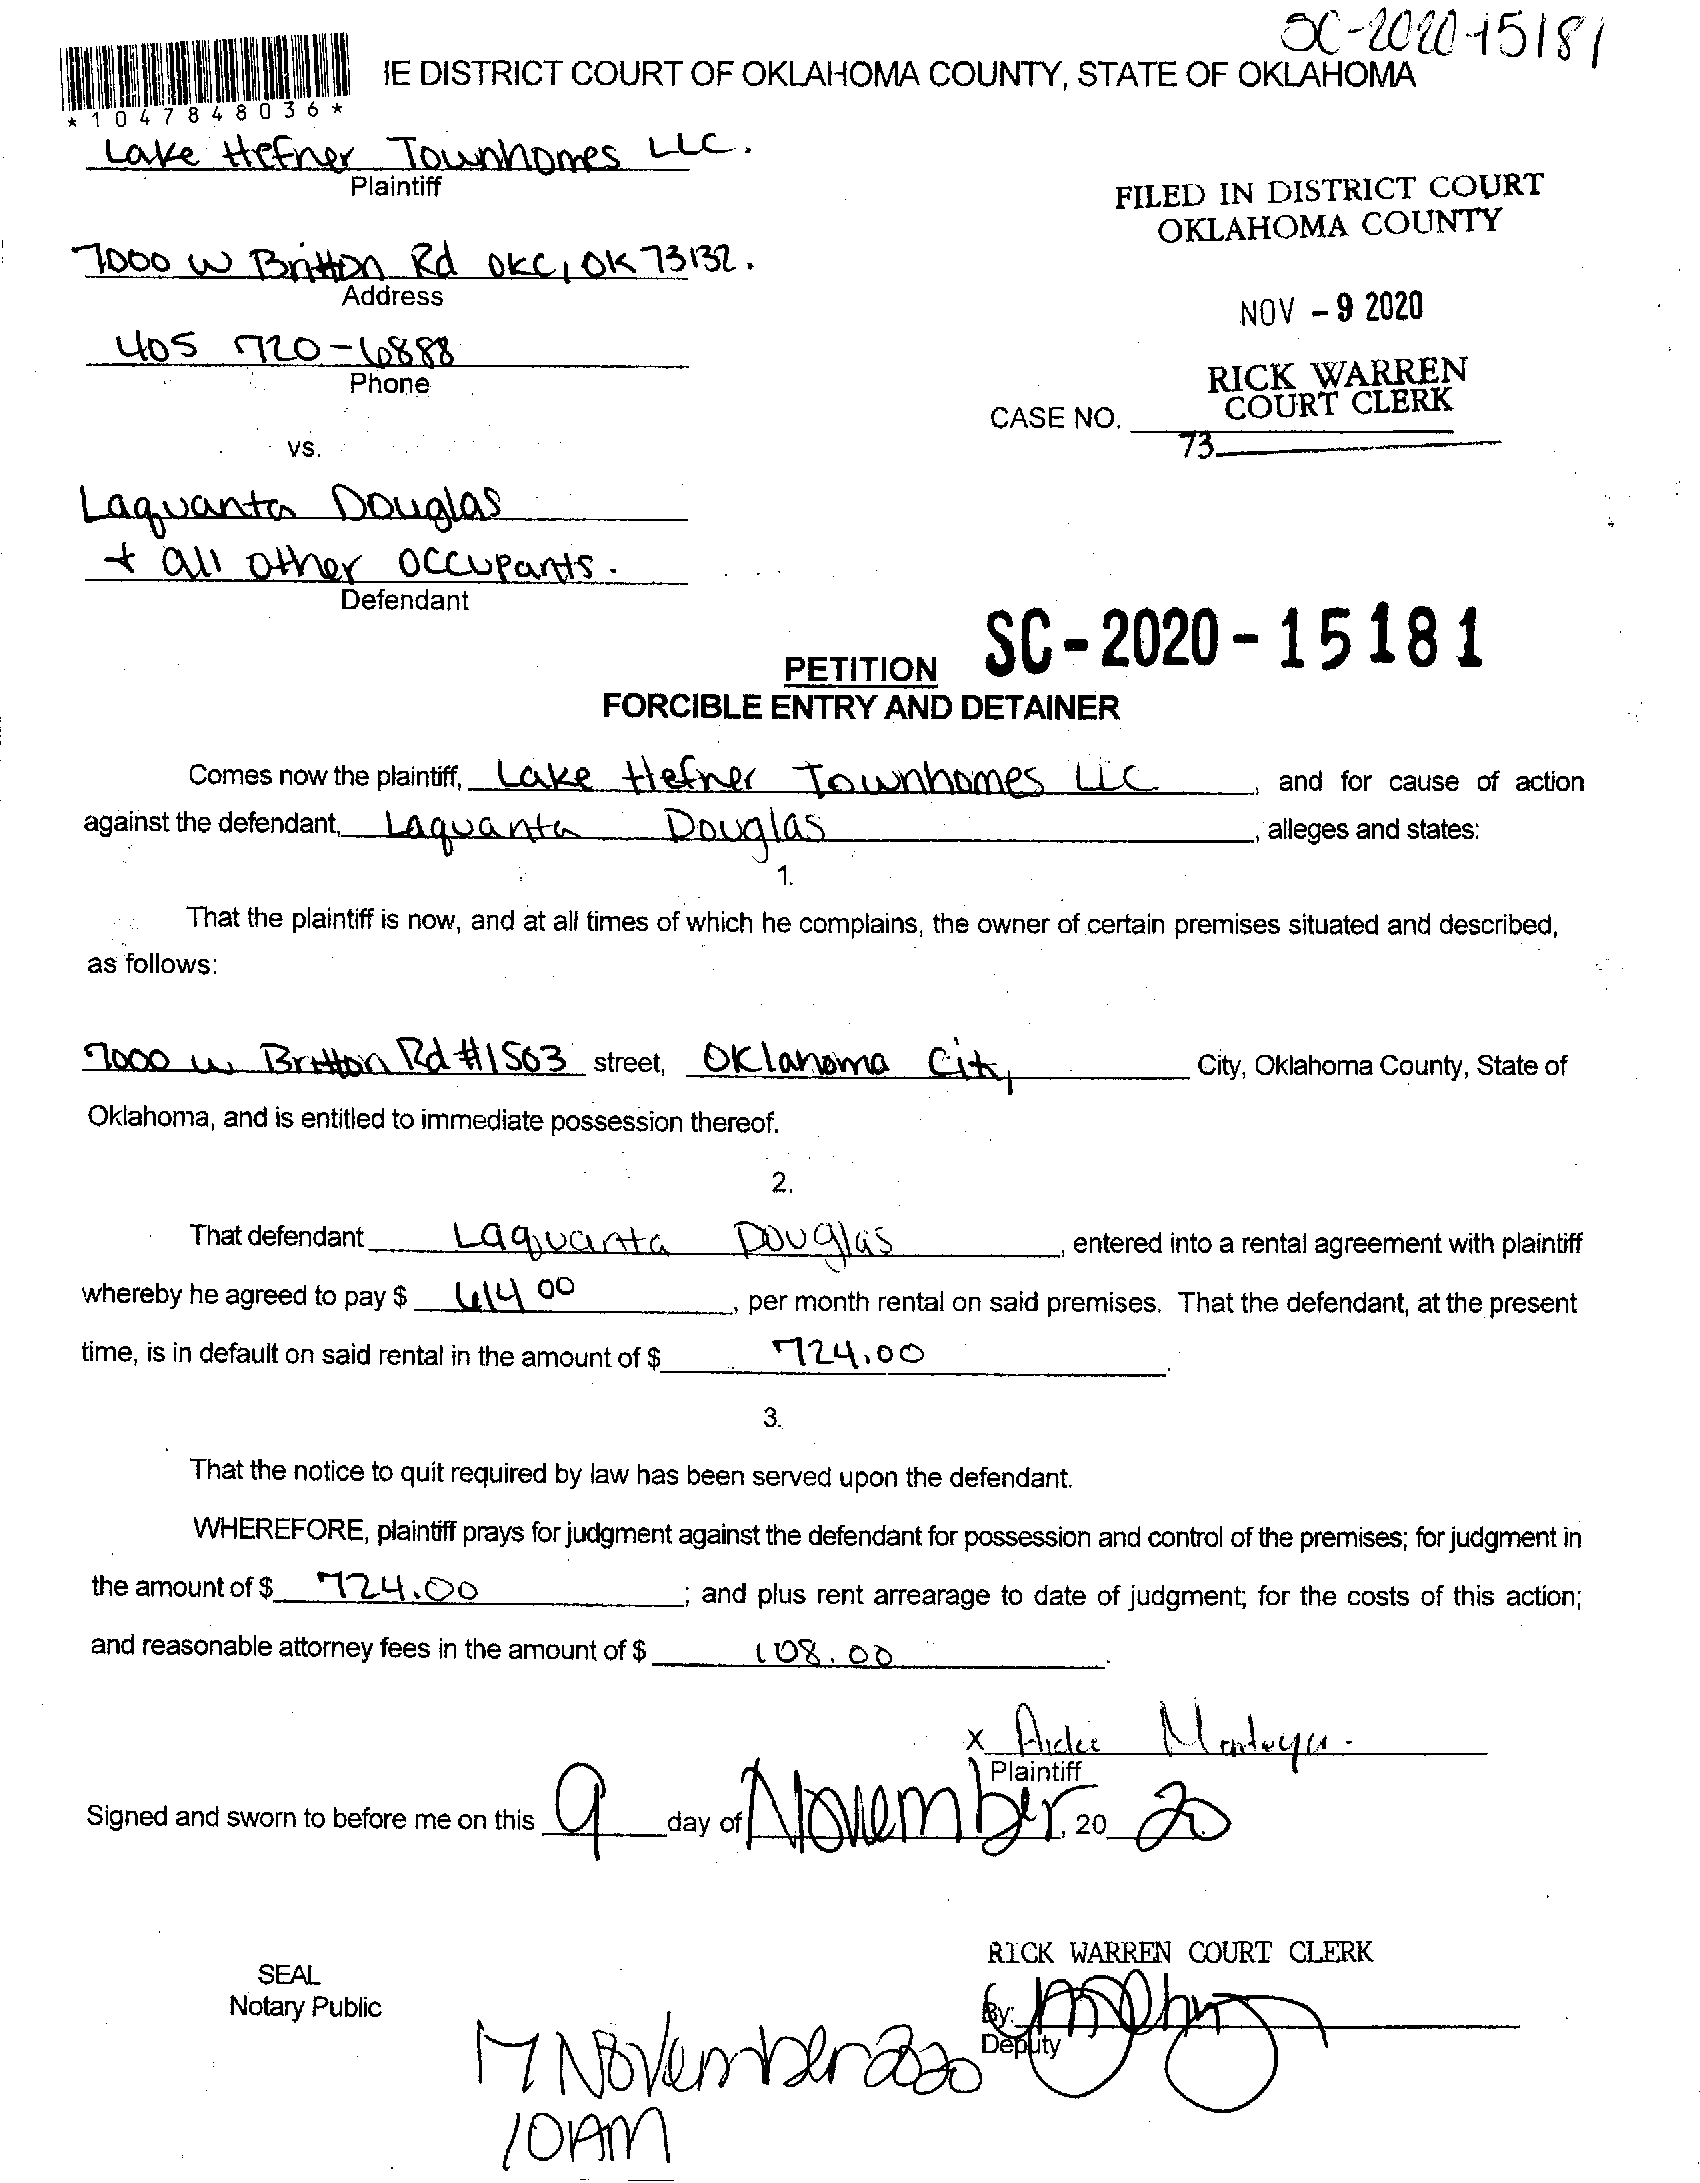 SC-2020-15181
IE DISTRICT COURT OF OKLAHOMA COUNTY, STATE OF OKLAHOMA
*1047848036*
Lake Hefner Townhomes LLC.
Plaintiff
FILED IN DISTRICT COURT
OKLAHOMA COUNTY
7000 W Britton Rd OKC, OK 73132.
Address
NOV - 9 2020
405 720-6888
Phone
RICK WARREN
COURT CLERK
CASE NO.
73
vs.
Laquanta Douglas
+ all other occupants.
Defendant
SC-2020-15181
PETITION
FORCIBLE ENTRY AND DETAINER
Comes now the plaintiff, Lake Hefner Townhomes LLC, and for cause of action
against the defendant, Laquanta Douglas, alleges and states:
1.
That the plaintiff is now, and at all times of which he complains, the owner of certain premises situated and described,
as follows:
7000 W Britton Rd #1503 street, Oklahoma City City, Oklahoma County, State of
Oklahoma, and is entitled to immediate possession thereof.
2.
That defendant Laquanta Douglas, entered into a rental agreement with plaintiff
whereby he agreed to pay $ 614 00, per month rental on said premises. That the defendant, at the present
time, is in default on said rental in the amount of $ 724.00.
3.
That the notice to quit required by law has been served upon the defendant.
WHEREFORE, plaintiff prays for judgment against the defendant for possession and control of the premises; for judgment in
the amount of $ 724.00; and plus rent arrearage to date of judgment; for the costs of this action;
and reasonable attorney fees in the amount of $ 108.00.
X
Plaintiff
Signed and sworn to before me on this 9 day of November, 20 20
RICK WARREN COURT CLERK
SEAL
Notary Public
By:
Deputy
17 November 2020
10AM